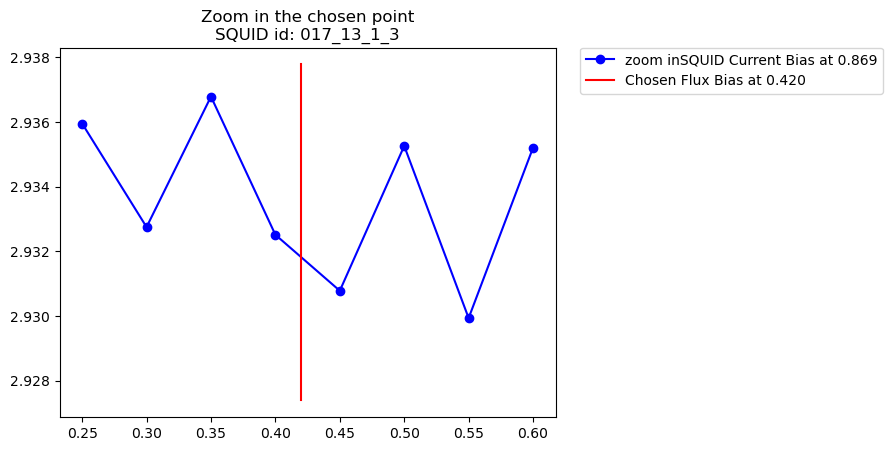 Zoom in the chosen point
SQUID id: 017_13_1_3
zoom inSQUID Current Bias at 0.869
Chosen Flux Bias at 0.420
2.938
2.936
2.934
2.932
2.930
2.928
0.25 0.30 0.35 0.40 0.45 0.50 0.55 0.60